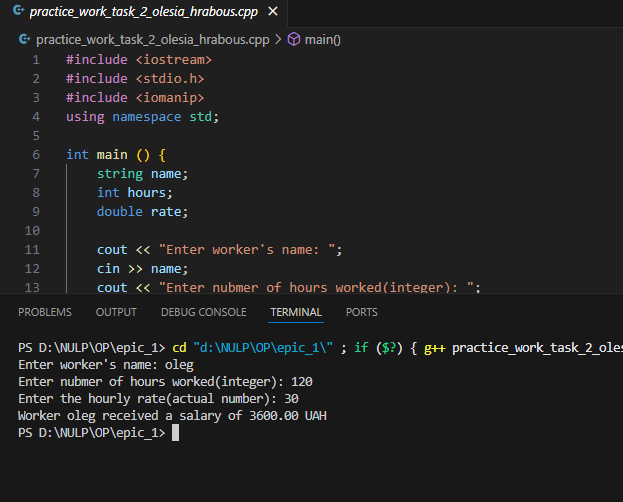 practice_work_task_2_olesia_hrabous.cpp ×
practice_work_task_2_olesia_hrabous.cpp > main()
1 #include <iostream>
2 #include <stdio.h>
3 #include <iomanip>
4 using namespace std;
5
6 int main () {
7 string name;
8 int hours;
9 double rate;
10
11 cout << "Enter worker's name: ";
12 cin >> name;
13 cout << "Enter nubmer of hours worked(integer): ";
PROBLEMS OUTPUT DEBUG CONSOLE TERMINAL PORTS
PS D:\NULP\OP\epic_1> cd "d:\NULP\OP\epic_1\" ; if ($?) { g++ practice_work_task_2_oles
Enter worker's name: oleg
Enter nubmer of hours worked(integer): 120
Enter the hourly rate(actual number): 30
Worker oleg received a salary of 3600.00 UAH
PS D:\NULP\OP\epic_1>